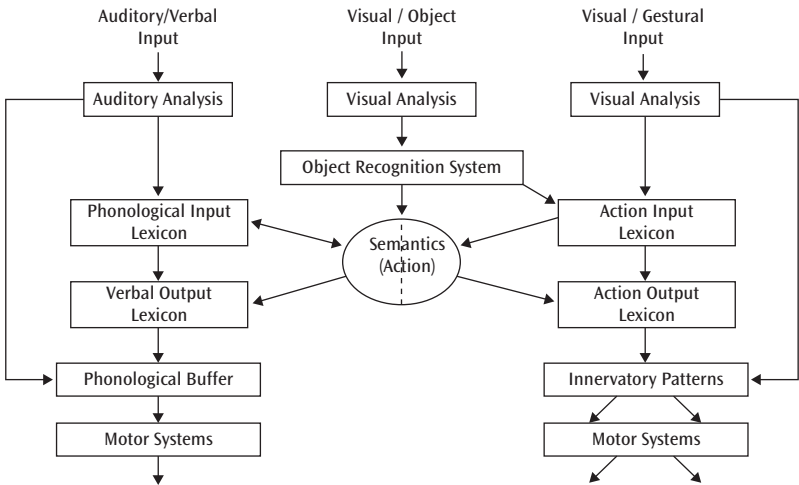 Auditory/Verbal
Input
Visual / Object
Input
Visual / Gestural
Input
Auditory Analysis
Visual Analysis
Visual Analysis
Object Recognition System
Phonological Input
Lexicon
Semantics
(Action)
Action Input
Lexicon
Verbal Output
Lexicon
Action Output
Lexicon
Phonological Buffer
Innervatory Patterns
Motor Systems
Motor Systems